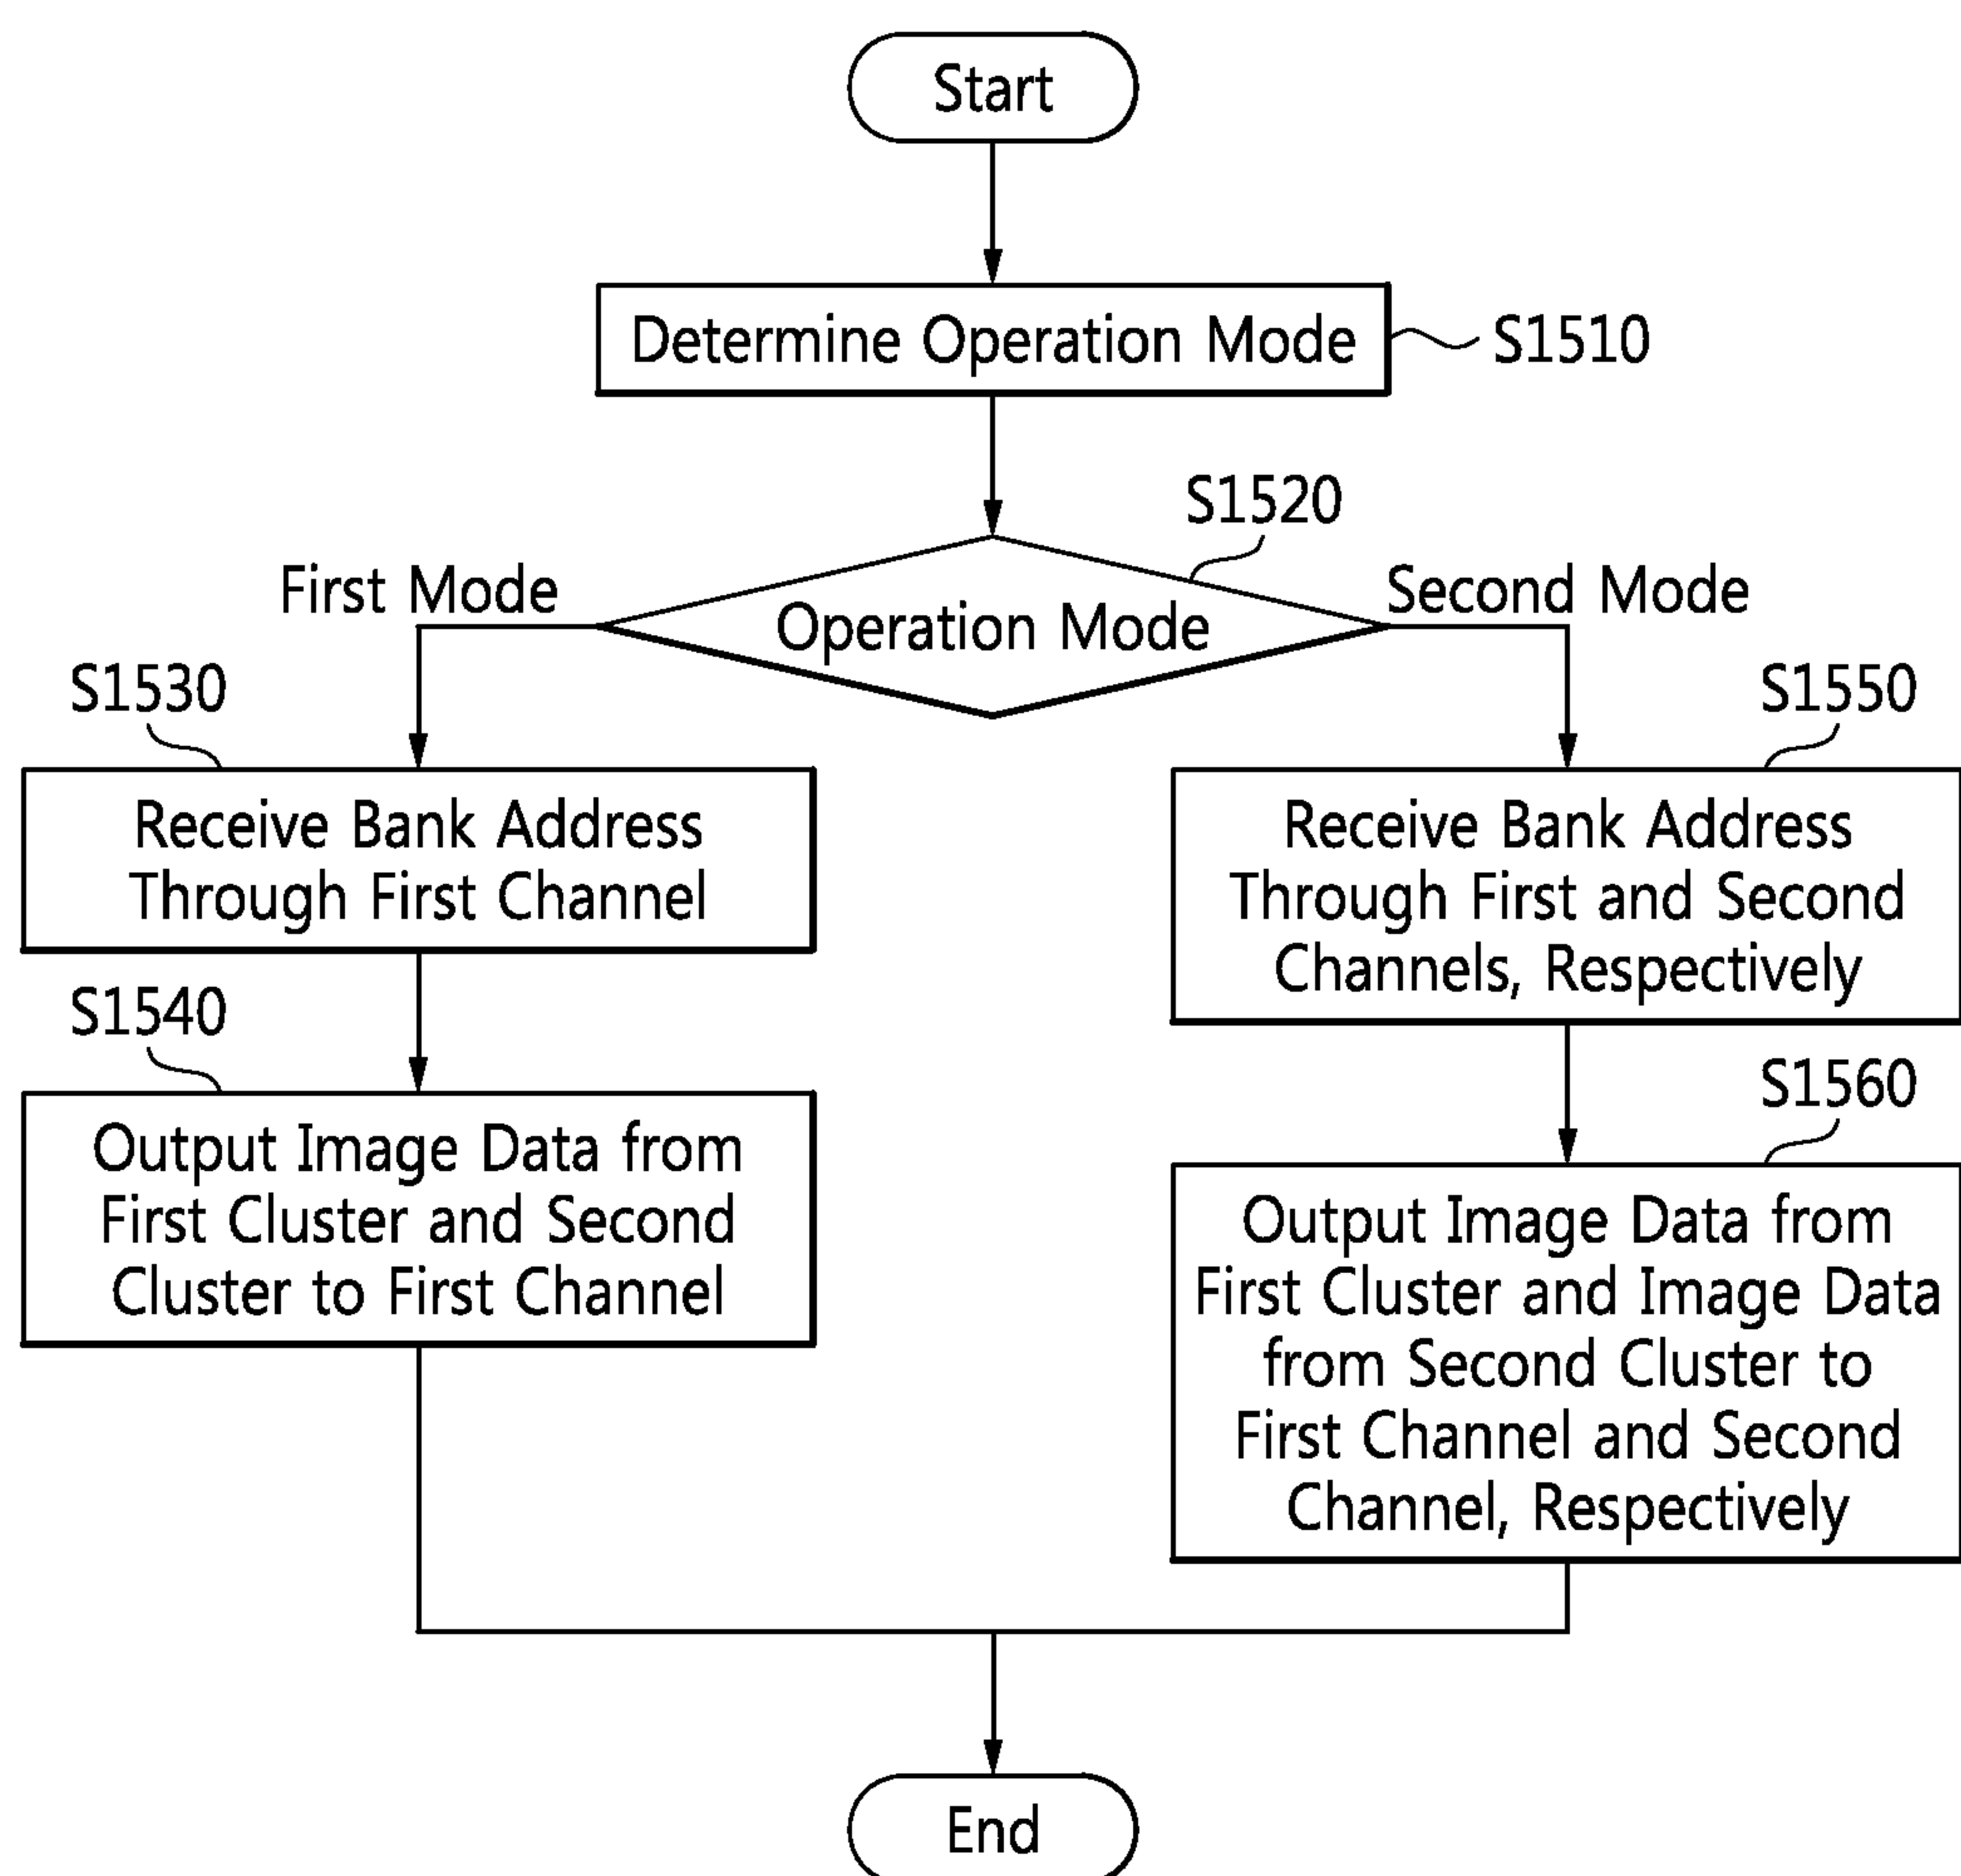 Start
Determine Operation Mode
S1510
S1520
First Mode
Operation Mode
Second Mode
S1530
Receive Bank Address
Through First Channel
S1540
Output Image Data from
First Cluster and Second
Cluster to First Channel
S1550
Receive Bank Address
Through First and Second
Channels, Respectively
S1560
Output Image Data from
First Cluster and Image Data
from Second Cluster to
First Channel and Second
Channel, Respectively
End